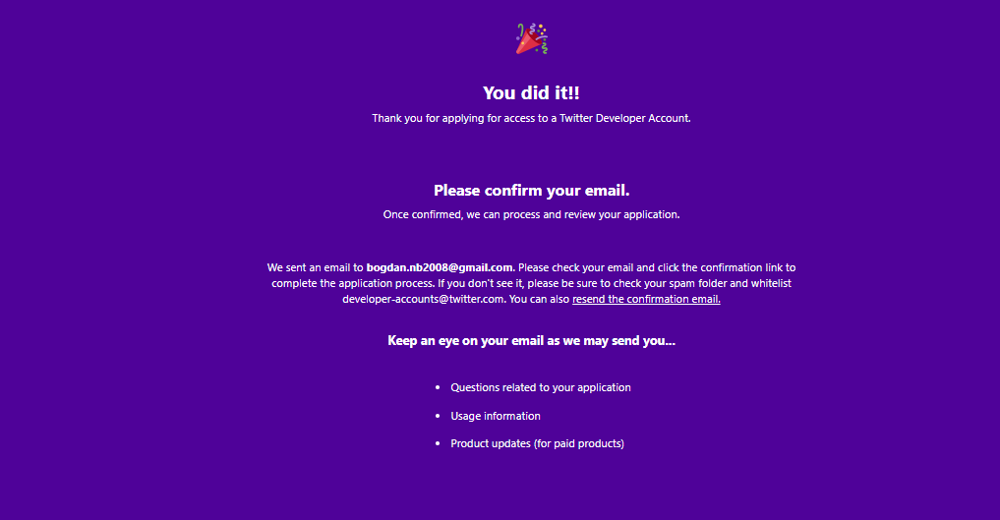 You did it!!
Thank you for applying for access to a Twitter Developer Account.
Please confirm your email.
Once confirmed, we can process and review your application.
We sent an email to bogdan.nb2008@gmail.com. Please check your email and click the confirmation link to
complete the application process. If you don't see it, please be sure to check your spam folder and whitelist
developer-accounts@twitter.com. You can also resend the confirmation email.
Keep an eye on your email as we may send you...
• Questions related to your application
• Usage information
• Product updates (for paid products)